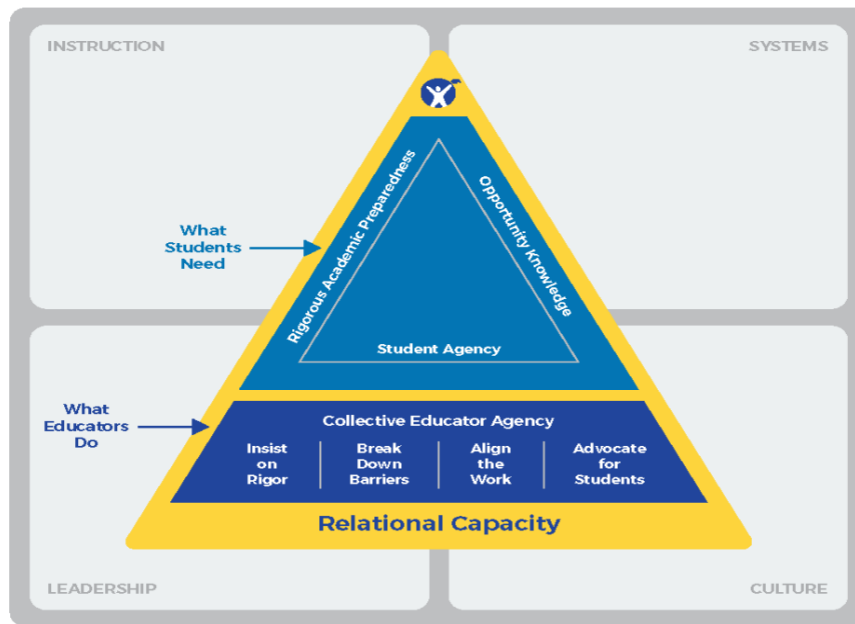 INSTRUCTION
SYSTEMS
Rigorous Academic Preparedness
Opportunity Knowledge
What
Students
Need
Student Agency
What
Educators
Do
Collective Educator Agency
Insist
on
Rigor
Break
Down
Barriers
Align
the
Work
Advocate
for
Students
Relational Capacity
LEADERSHIP
CULTURE